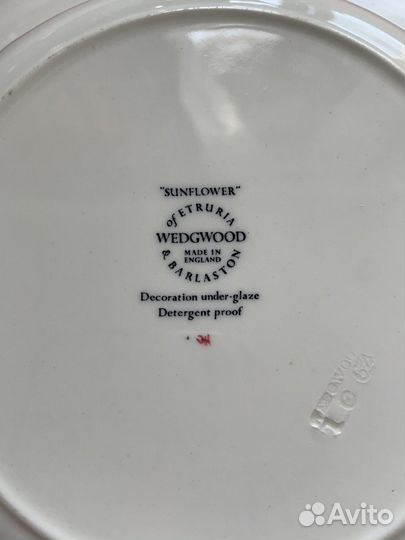 "SUNFLOWER"
of ETRURIA
WEDGWOOD
MADE IN
ENGLAND
& BARLASTON
Decoration under-glaze
Detergent proof
Avito